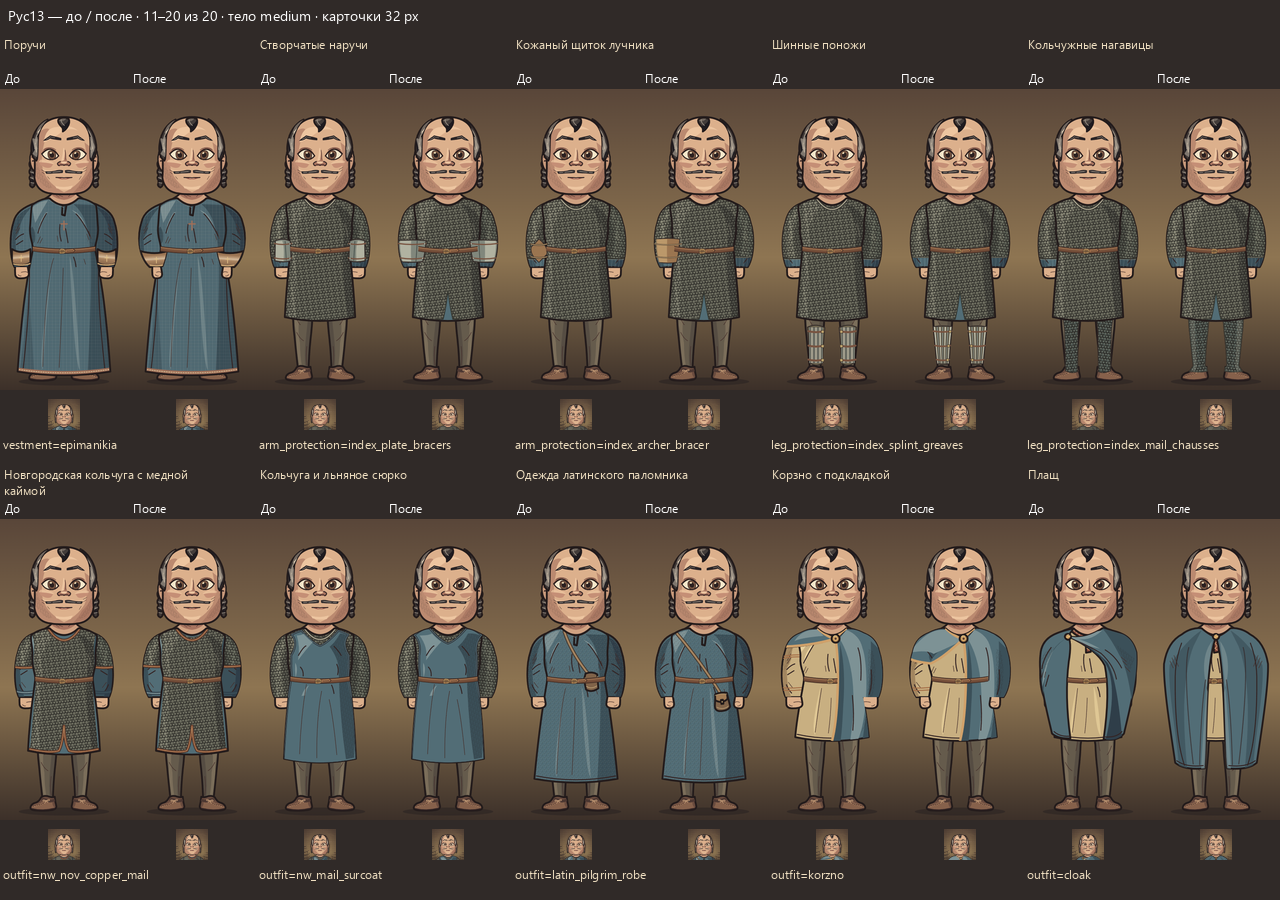 Рус13 — до / после · 11–20 из 20 · тело medium · карточки 32 px
Поручи
Створчатые наручи
Кожаный щиток лучника
Шинные поножи
Кольчужные нагавицы
До После До После До После До После До После
vestment=epimanikia
arm_protection=index_plate_bracers
arm_protection=index_archer_bracer
leg_protection=index_splint_greaves
leg_protection=index_mail_chausses
Новгородская кольчуга с медной
каймой
Кольчуга и льняное сюрко
Одежда латинского паломника
Корзно с подкладкой
Плащ
До После До После До После До После До После
outfit=nw_nov_copper_mail
outfit=nw_mail_surcoat
outfit=latin_pilgrim_robe
outfit=korzno
outfit=cloak